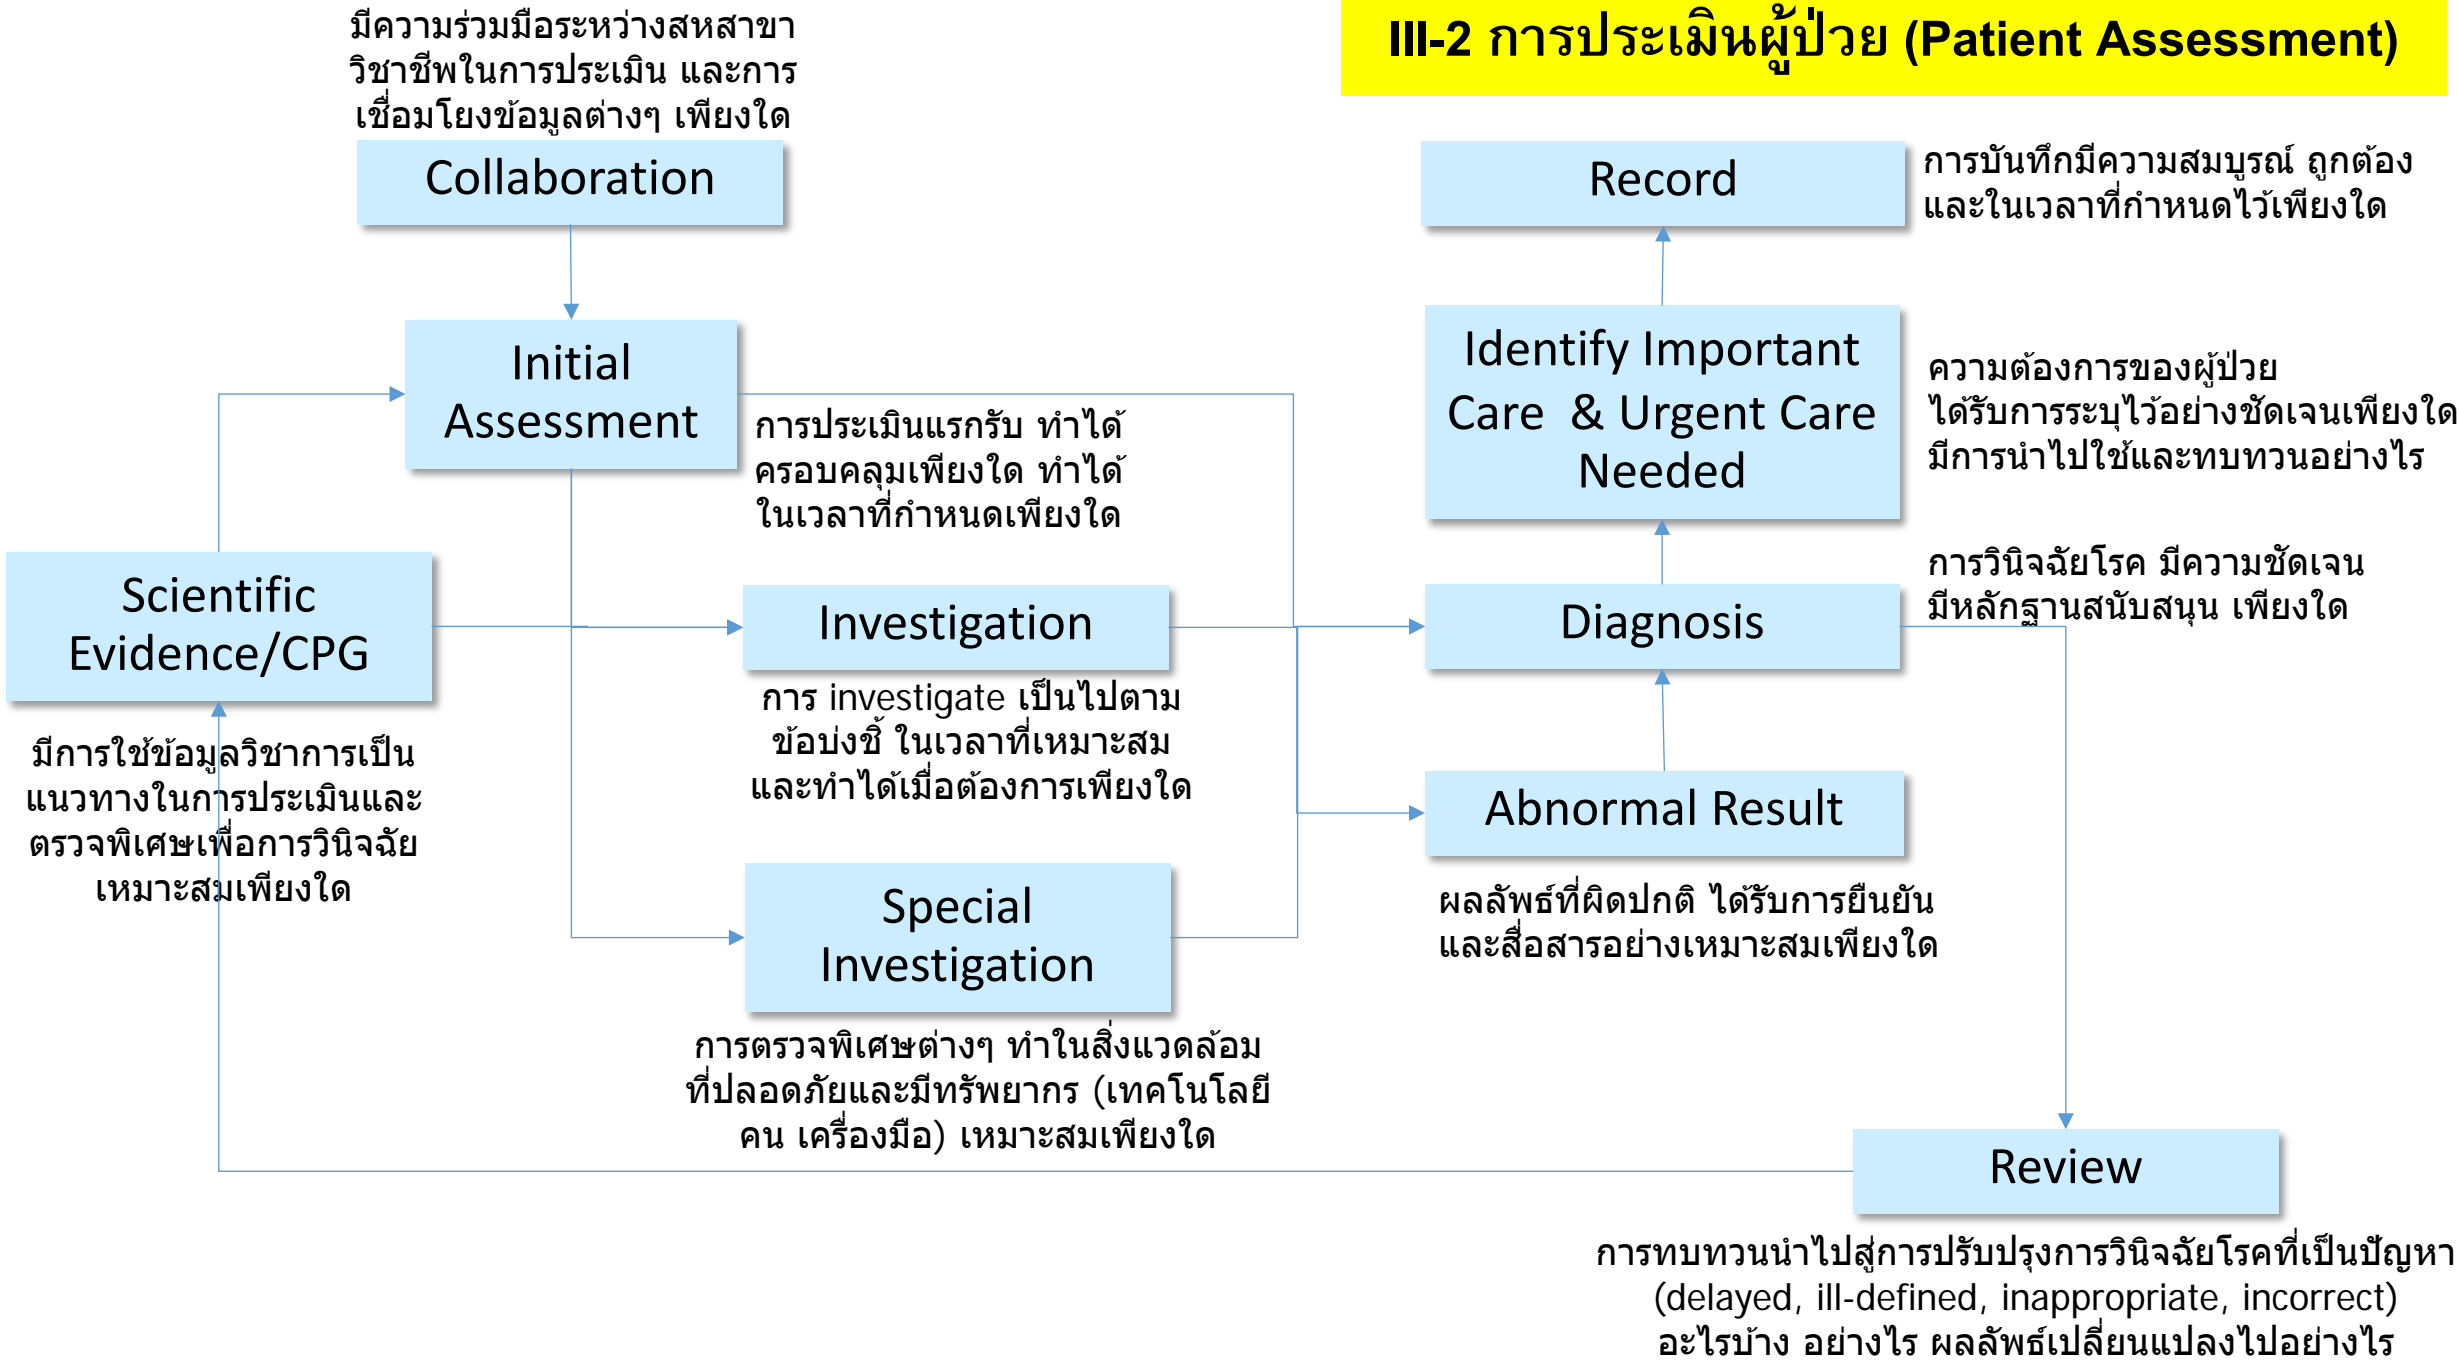 III-2 การประเมินผู้ป่วย (Patient Assessment)
มีความร่วมมือระหว่างสหสาขา
วิชาชีพในการประเมิน และการ
เชื่อมโยงข้อมูลต่างๆ เพียงใด
Collaboration
Initial
Assessment
การประเมินแรกรับ ทำได้
ครอบคลุมเพียงใด ทำได้
ในเวลาที่กำหนดเพียงใด
Scientific
Evidence/CPG
มีการใช้ข้อมูลวิชาการเป็น
แนวทางในการประเมินและ
ตรวจพิเศษเพื่อการวินิจฉัย
เหมาะสมเพียงใด
Investigation
การ investigate เป็นไปตาม
ข้อบ่งชี้ ในเวลาที่เหมาะสม
และทำได้เมื่อต้องการเพียงใด
Special
Investigation
การตรวจพิเศษต่างๆ ทำในสิ่งแวดล้อม
ที่ปลอดภัยและมีทรัพยากร (เทคโนโลยี
คน เครื่องมือ) เหมาะสมเพียงใด
Record
การบันทึกมีความสมบูรณ์ ถูกต้อง
และในเวลาที่กำหนดไว้เพียงใด
Identify Important
Care & Urgent Care
Needed
ความต้องการของผู้ป่วย
ได้รับการระบุไว้อย่างชัดเจนเพียงใด
มีการนำไปใช้และทบทวนอย่างไร
Diagnosis
การวินิจฉัยโรค มีความชัดเจน
มีหลักฐานสนับสนุน เพียงใด
Abnormal Result
ผลลัพธ์ที่ผิดปกติ ได้รับการยืนยัน
และสื่อสารอย่างเหมาะสมเพียงใด
Review
การทบทวนนำไปสู่การปรับปรุงการวินิจฉัยโรคที่เป็นปัญหา
(delayed, ill-defined, inappropriate, incorrect)
อะไรบ้าง อย่างไร ผลลัพธ์เปลี่ยนแปลงไปอย่างไร